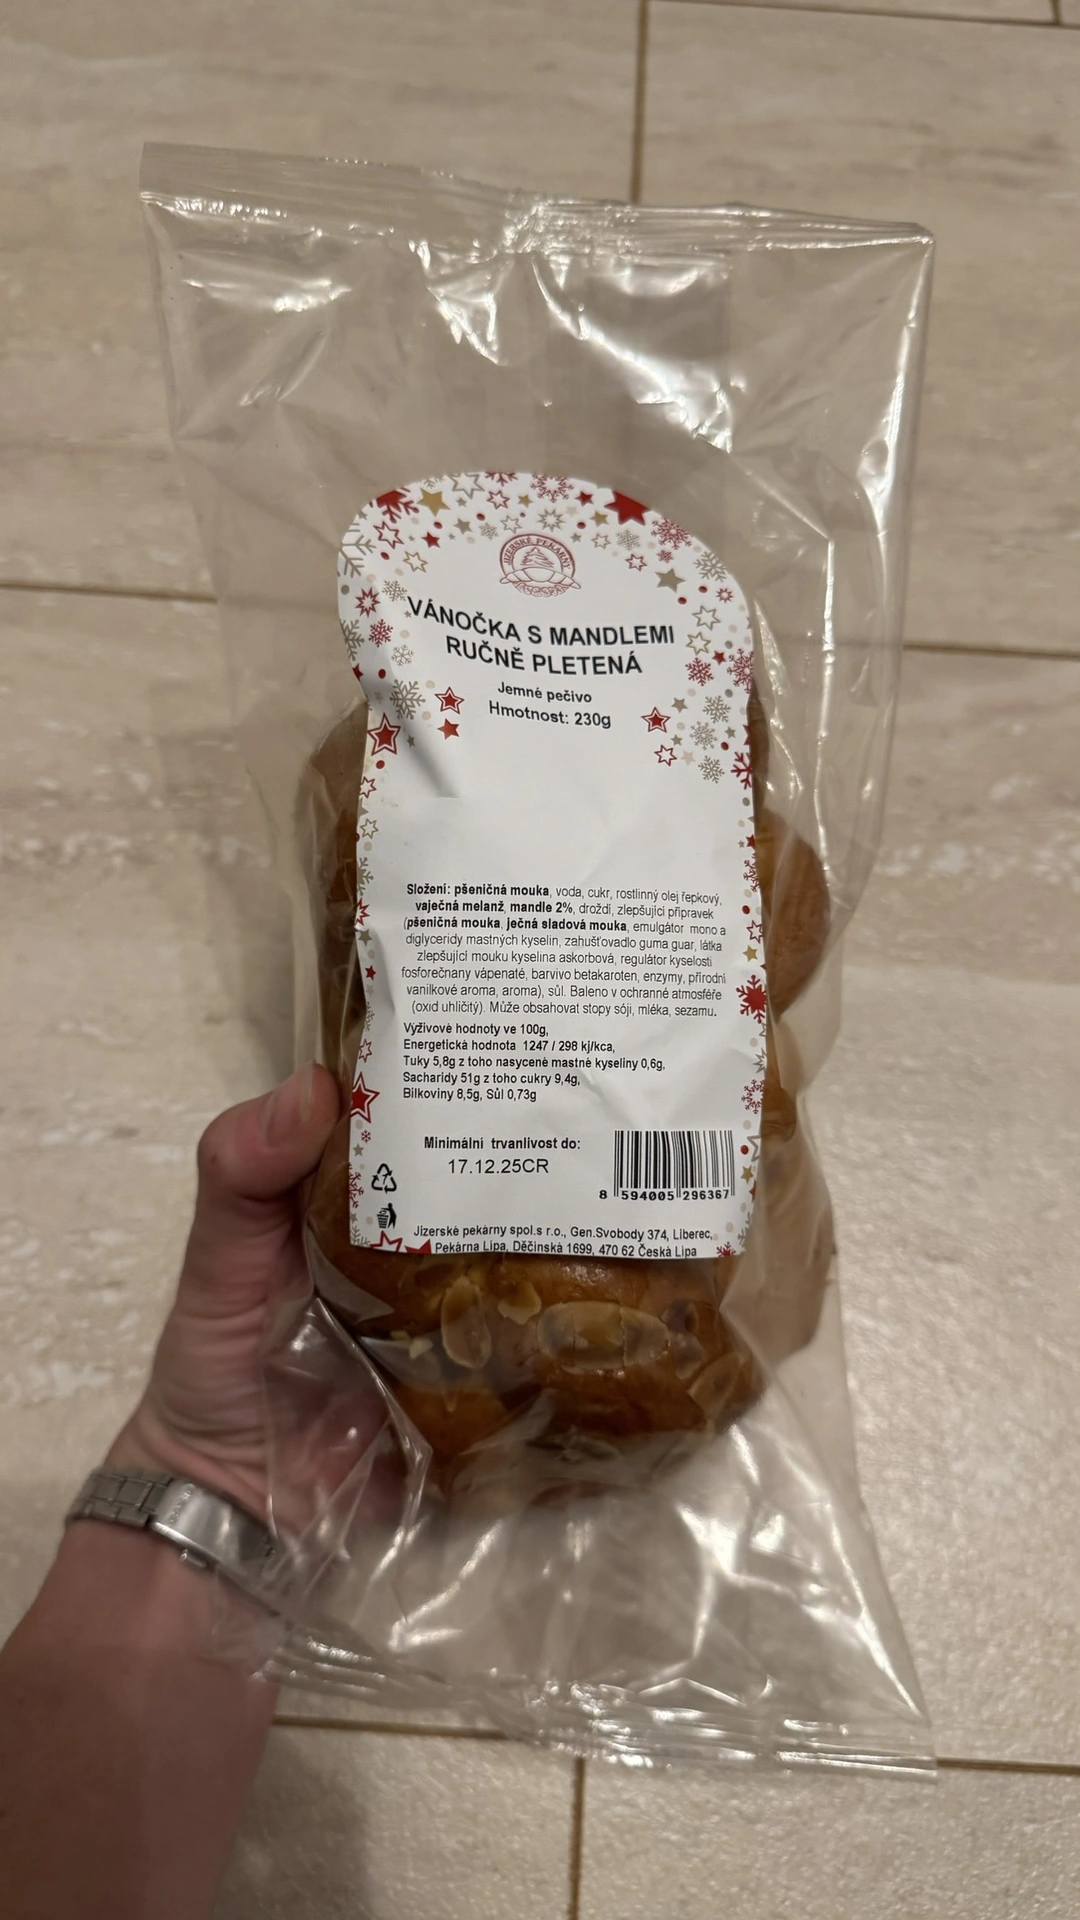 JIZERSKÉ PEKÁRNY
VÁNOČKA S MANDLEMI
RUČNĚ PLETENÁ
Jemné pečivo
Hmotnost: 230g
Složení: pšeničná mouka, voda, cukr, rostlinný olej řepkový,
vaječná melanž, mandle 2%, droždí, zlepšující přípravek
(pšeničná mouka, ječná sladová mouka, emulgátor mono a
diglyceridy mastných kyselin, zahušťovadlo guma guar, látka
zlepšující mouku kyselina askorbová, regulátor kyselosti
fosforečnany vápenaté, barvivo betakaroten, enzymy, přírodní
vanilkové aroma, aroma), sůl. Baleno v ochranné atmosféře
(oxid uhličitý). Může obsahovat stopy sóji, mléka, sezamu.
Výživové hodnoty ve 100g,
Energetická hodnota 1247 / 298 kj/kca,
Tuky 5,8g z toho nasycené mastné kyseliny 0,6g,
Sacharidy 51g z toho cukry 9,4g,
Bílkoviny 8,5g, Sůl 0,73g
Minimální trvanlivost do:
17.12.25CR
8 594005 296367
Jizerské pekárny spol.s r.o., Gen.Svobody 374, Liberec,
Pekárna Lípa, Děčínská 1699, 470 62 Česká Lípa